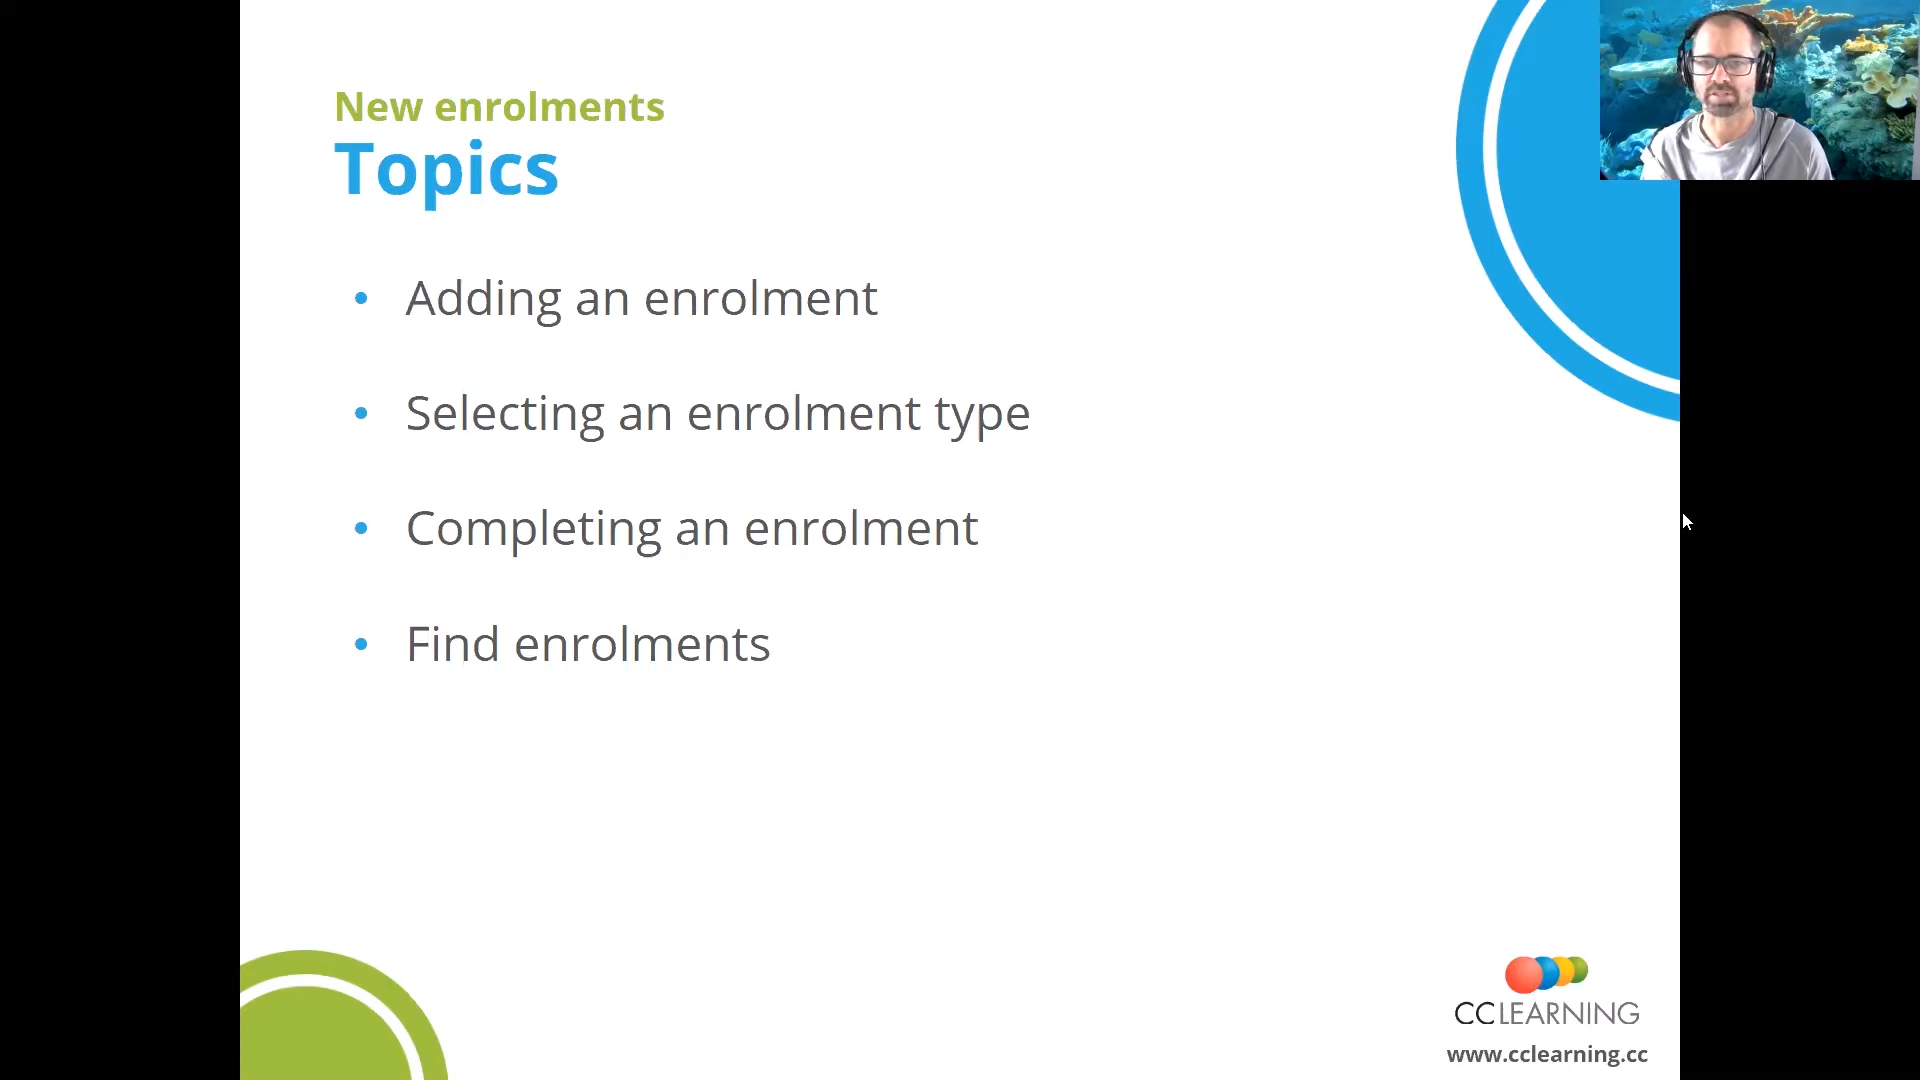 New enrolments
Topics
• Adding an enrolment
• Selecting an enrolment type
• Completing an enrolment
• Find enrolments
CCLEARNING
www.cclearning.cc